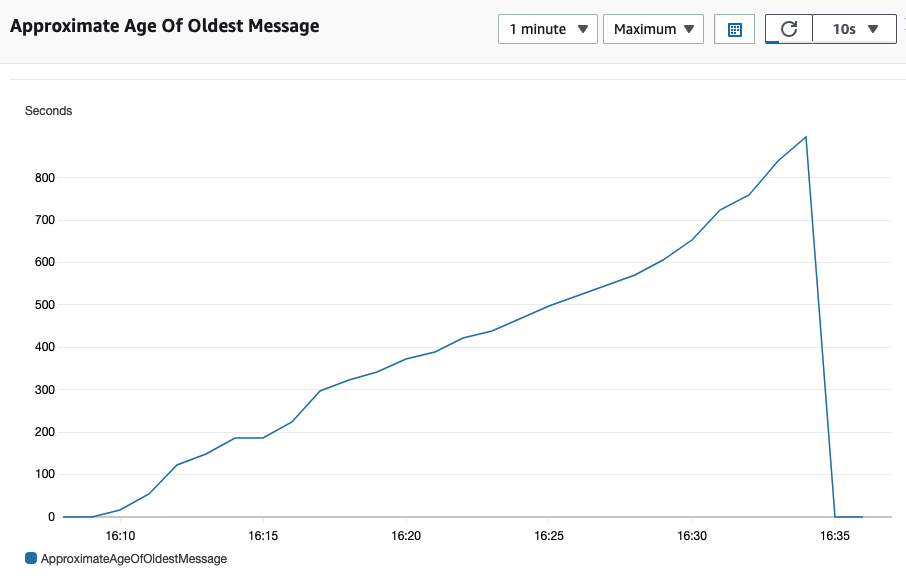 Approximate Age Of Oldest Message
1 minute
Maximum
10s
Seconds
800
700
600
500
400
300
200
100
0
16:10
16:15
16:20
16:25
16:30
16:35
ApproximateAgeOfOldestMessage